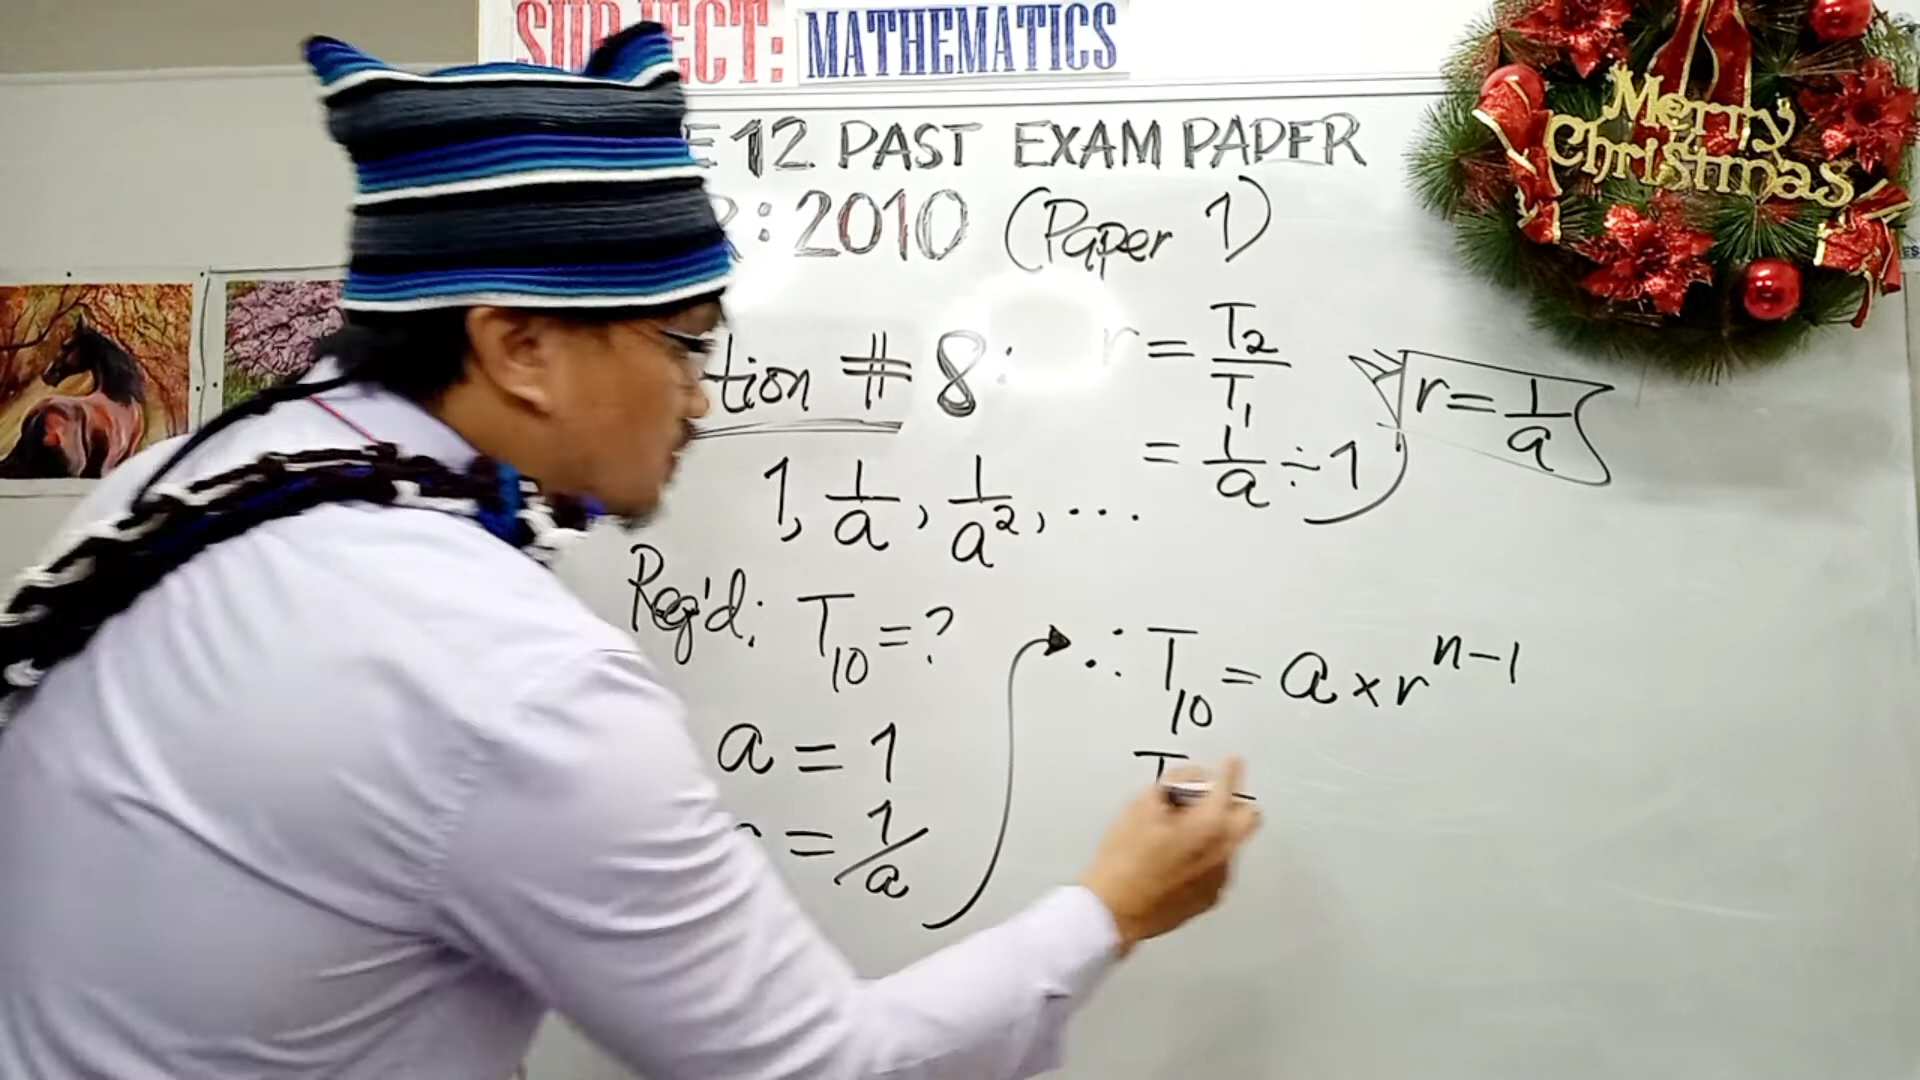 SUBJECT: MATHEMATICS
E 12 PAST EXAM PAPER
R: 2010 (Paper 1)
tion # 8:
1, 1/a, 1/a², ...
Req'd: T₁₀ = ?
a = 1
r = 1/a
r = T₂/T₁
= 1/a ÷ 1
r = 1/a
∴ T₁₀ = a × r^(n-1)
T =
Merry
Christmas